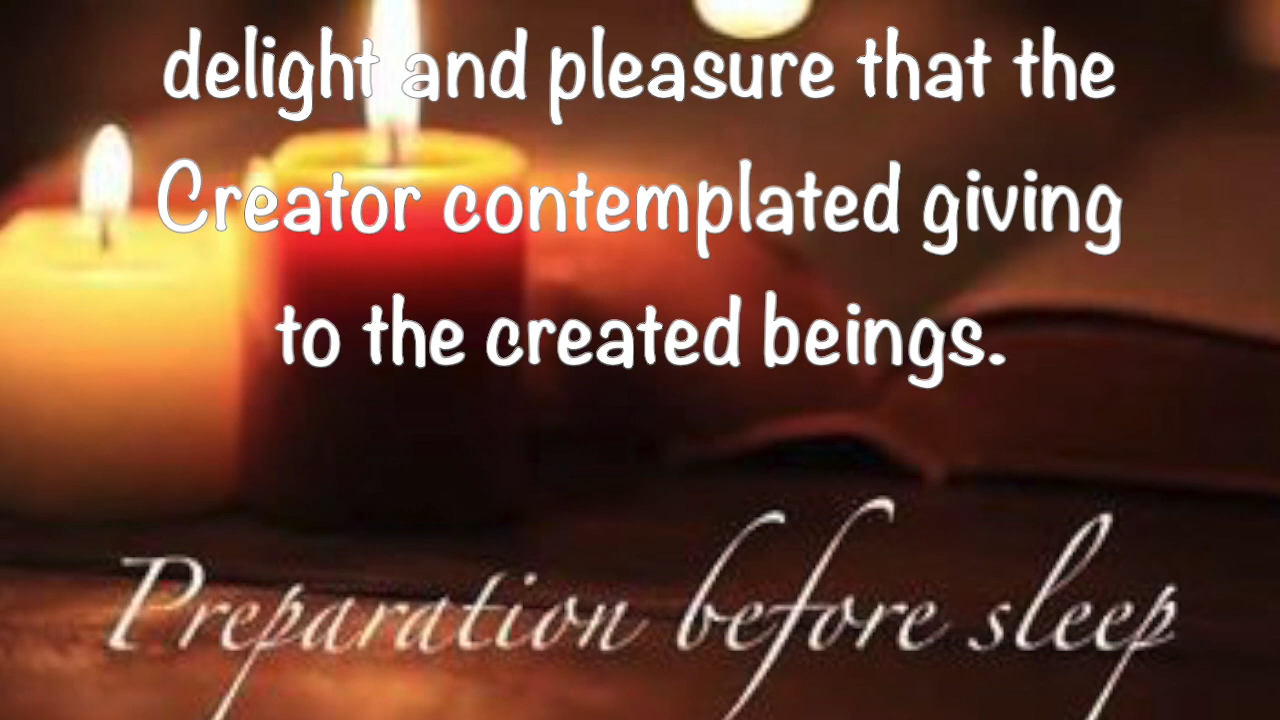 delight and pleasure that the
Creator contemplated giving
to the created beings.
Preparation before sleep